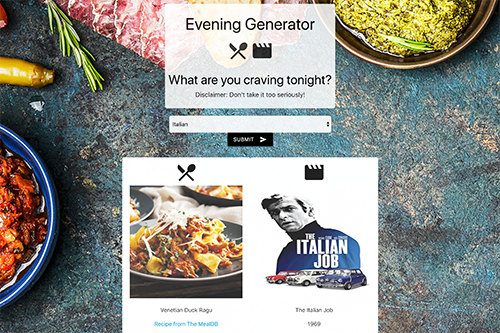 Evening Generator
What are you craving tonight?
Disclaimer: Don't take it too seriously!
Italian
SUBMIT
THE
ITALIAN
JOB
Venetian Duck Ragu
The Italian Job
Recipe from The MealDB
1969